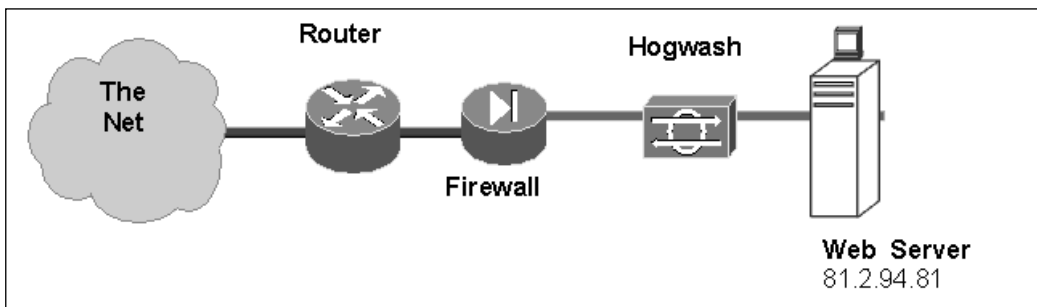 Router
Hogwash
The
Net
Firewall
Web Server
81.2.94.81